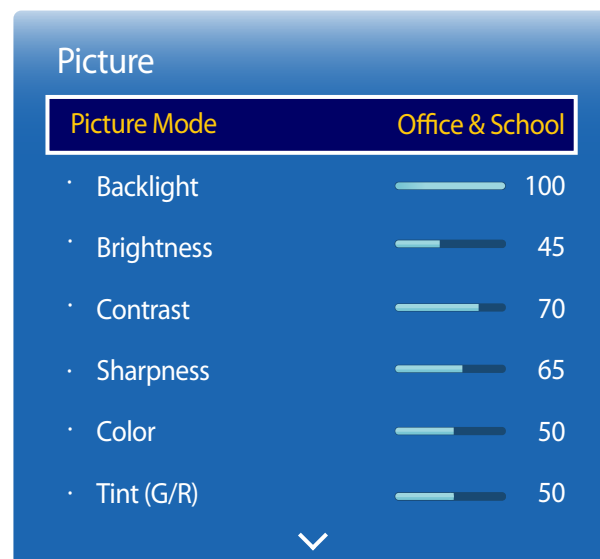 Picture
Picture Mode Office & School
· Backlight 100
· Brightness 45
· Contrast 70
· Sharpness 65
· Color 50
· Tint (G/R) 50